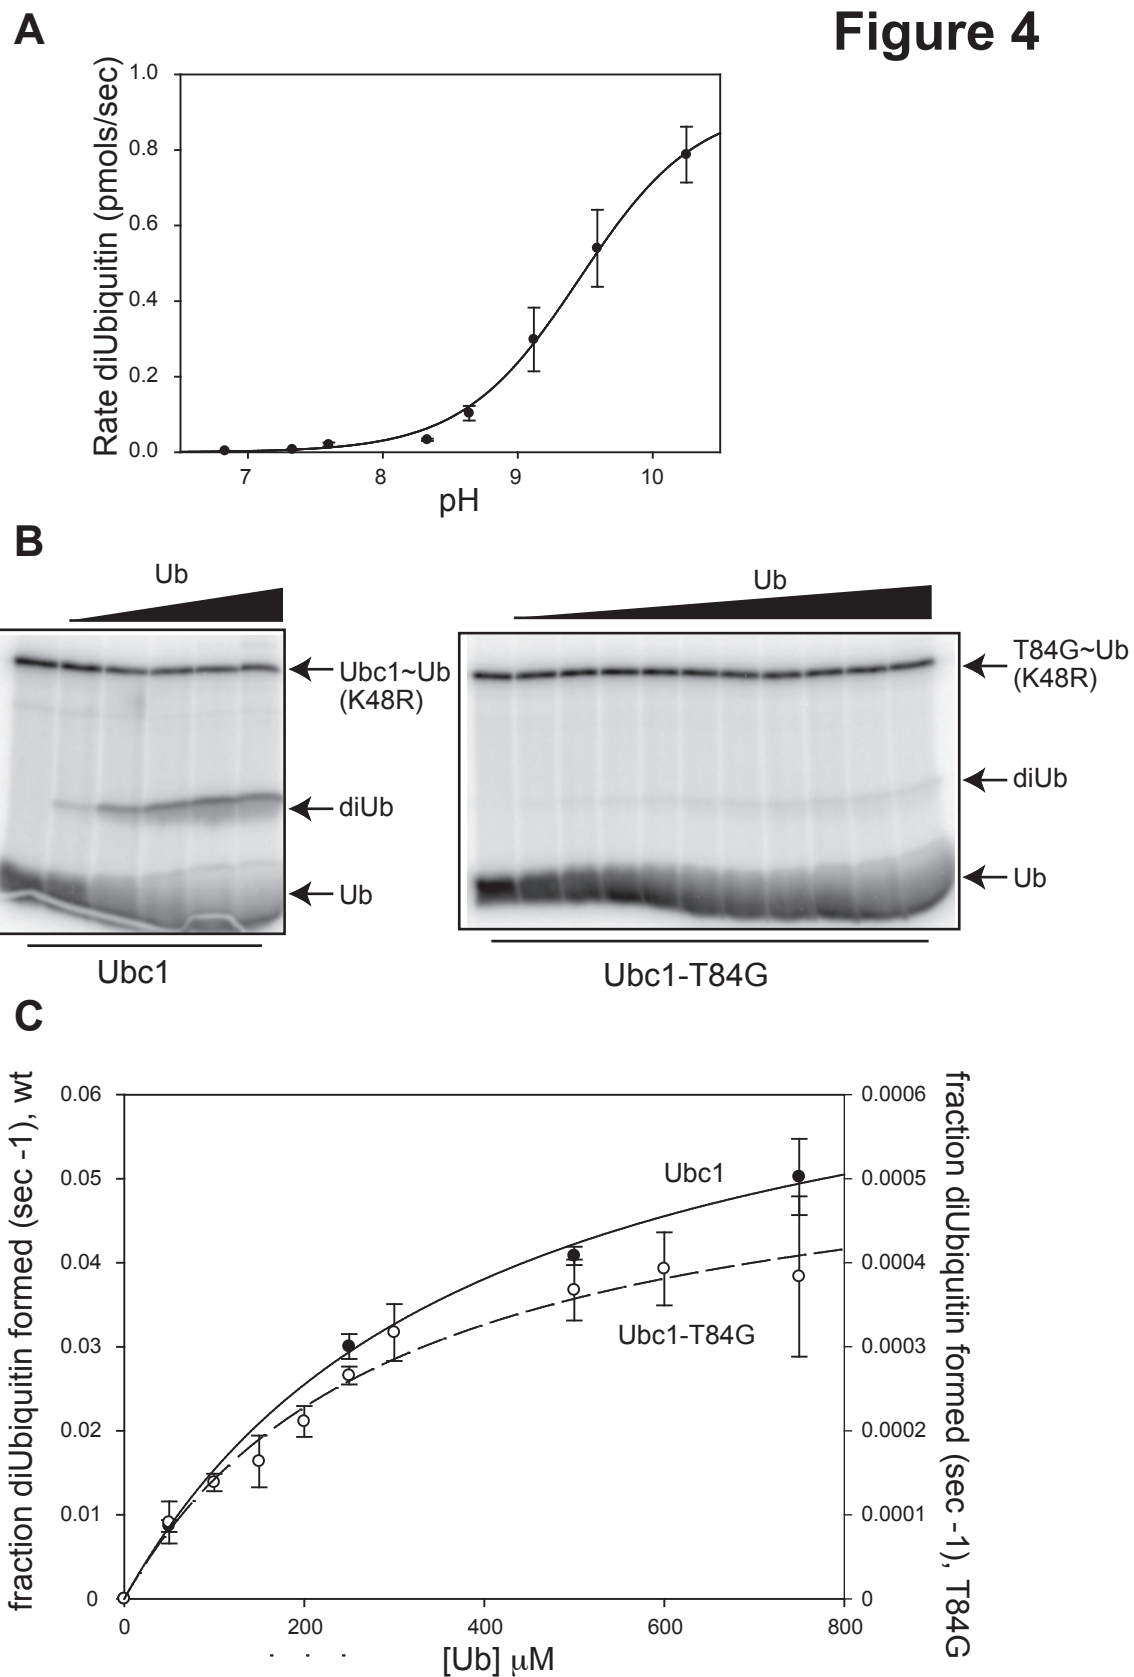 Figure 4
A
Rate diUbiquitin (pmols/sec)
1.0
0.8
0.6
0.4
0.2
0.0
7 8 9 10
pH
B
Ub
Ubc1~Ub
(K48R)
diUb
Ub
Ubc1
Ub
T84G~Ub
(K48R)
diUb
Ub
Ubc1-T84G
C
fraction diUbiquitin formed (sec -1), wt
0.06
0.05
0.04
0.03
0.02
0.01
0
Ubc1
Ubc1-T84G
0.0006
0.0005
0.0004
0.0003
0.0002
0.0001
0
fraction diUbiquitin formed (sec -1), T84G
0 200 400 600 800
[Ub] μM